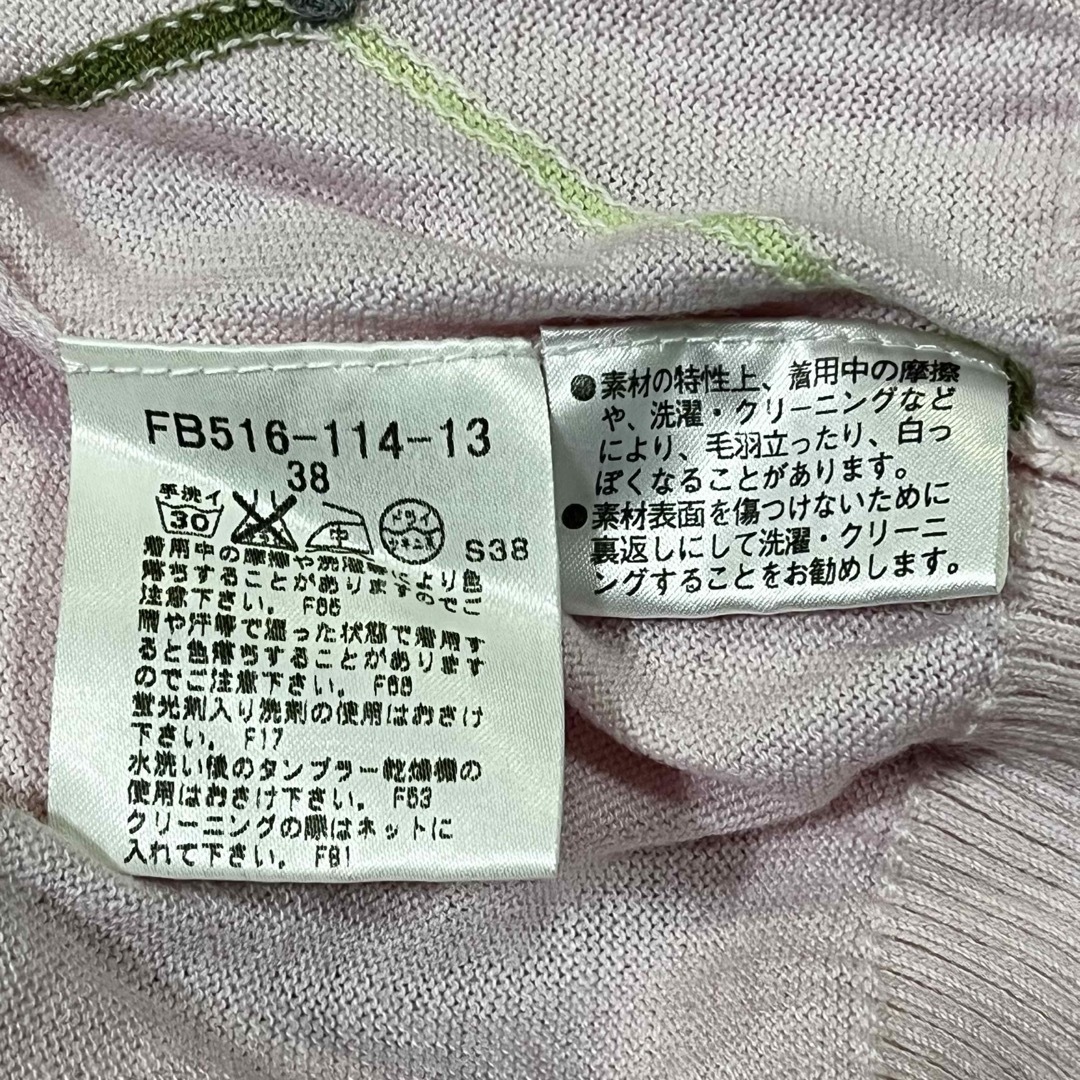 FB516-114-13
38
手洗イ
30
中
ドライ
セキユ系
S38
着用中の摩擦や洗濯等により色
落ちすることがありますのでご
注意下さい。 F66
雨や汗等で湿った状態で着用す
ると色落ちすることがあります
のでご注意下さい。 F68
蛍光剤入り洗剤の使用はおさけ
下さい。 F17
水洗い後のタンブラー乾燥機の
使用はおさけ下さい。 F53
クリーニングの際はネットに
入れて下さい。 F81
●素材の特性上、着用中の摩擦
や、洗濯・クリーニングなど
により、毛羽立ったり、白っ
ぽくなることがあります。
●素材表面を傷つけないために
裏返しにして洗濯・クリーニ
ングすることをお勧めします。